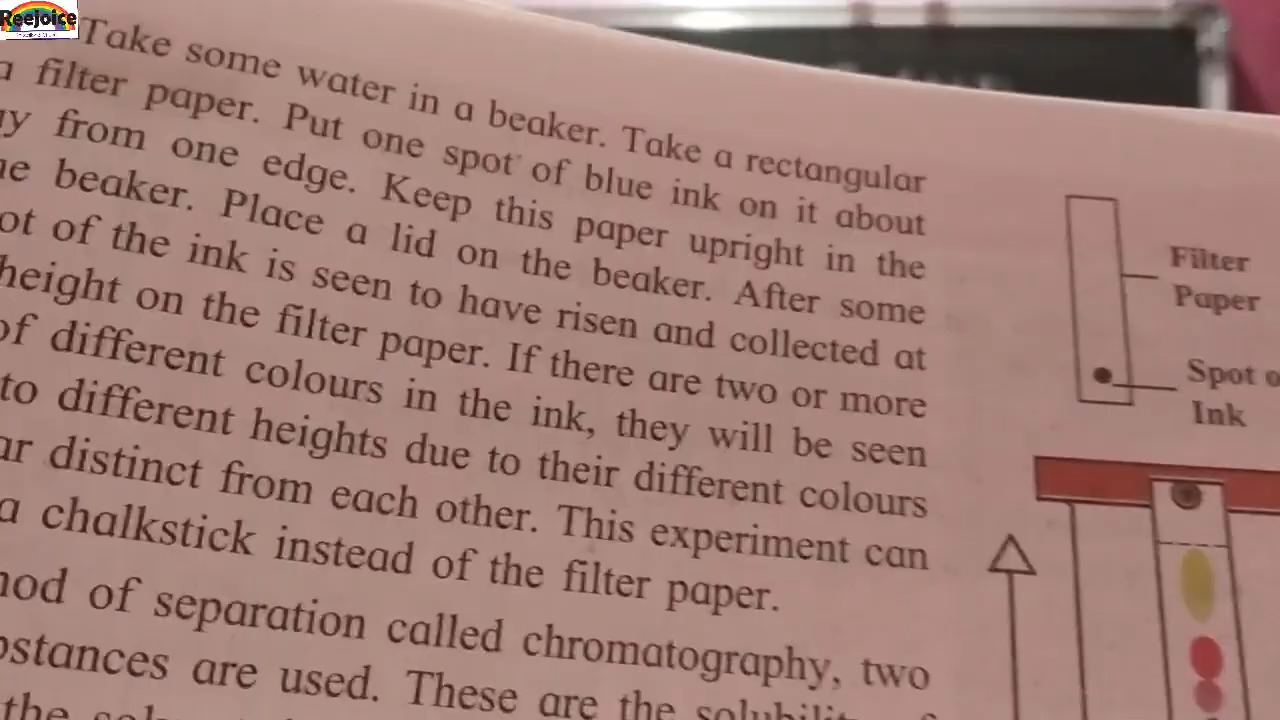 Reejoice
Take some water in a beaker. Take a rectangular
a filter paper. Put one spot of blue ink on it about
from one edge. Keep this paper upright in the
beaker. Place a lid on the beaker. After some
of the ink is seen to have risen and collected at
height on the filter paper. If there are two or more
of different colours in the ink, they will be seen
to different heights due to their different colours
distinct from each other. This experiment can
a chalkstick instead of the filter paper.
of separation called chromatography, two
are used. These are the
the
Filter
Paper
Spot
Ink